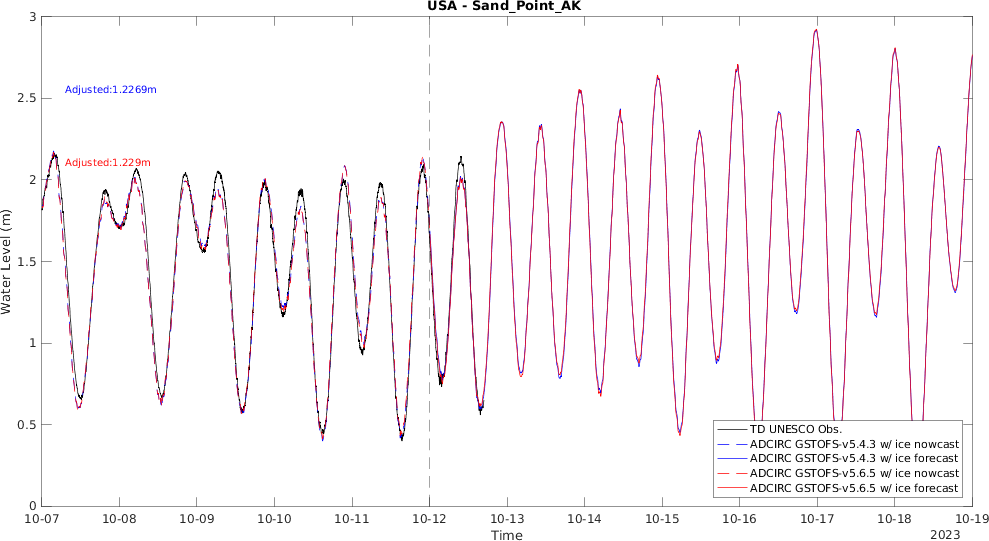 USA - Sand_Point_AK
3
2.5
2
1.5
1
0.5
0
Water Level (m)
Adjusted:1.2269m
Adjusted:1.229m
TD UNESCO Obs.
ADCIRC GSTOFS-v5.4.3 w/ ice nowcast
ADCIRC GSTOFS-v5.4.3 w/ ice forecast
ADCIRC GSTOFS-v5.6.5 w/ ice nowcast
ADCIRC GSTOFS-v5.6.5 w/ ice forecast
10-07 10-08 10-09 10-10 10-11 10-12 10-13 10-14 10-15 10-16 10-17 10-18 10-19
Time
2023